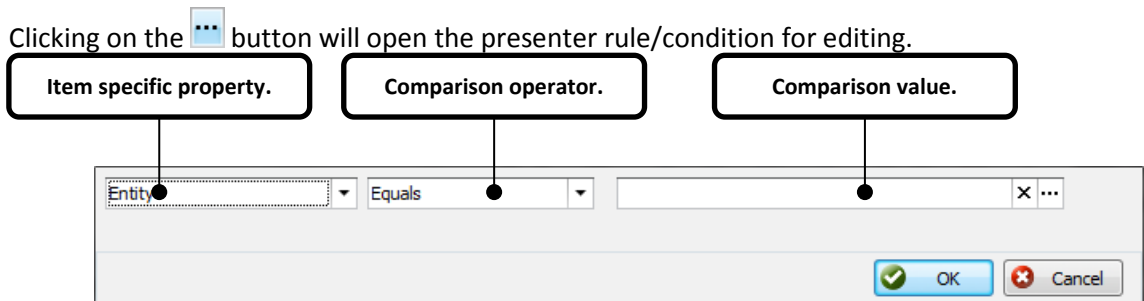 Clicking on the ... button will open the presenter rule/condition for editing.
Item specific property. Comparison operator. Comparison value.
Entity Equals X ...
OK Cancel